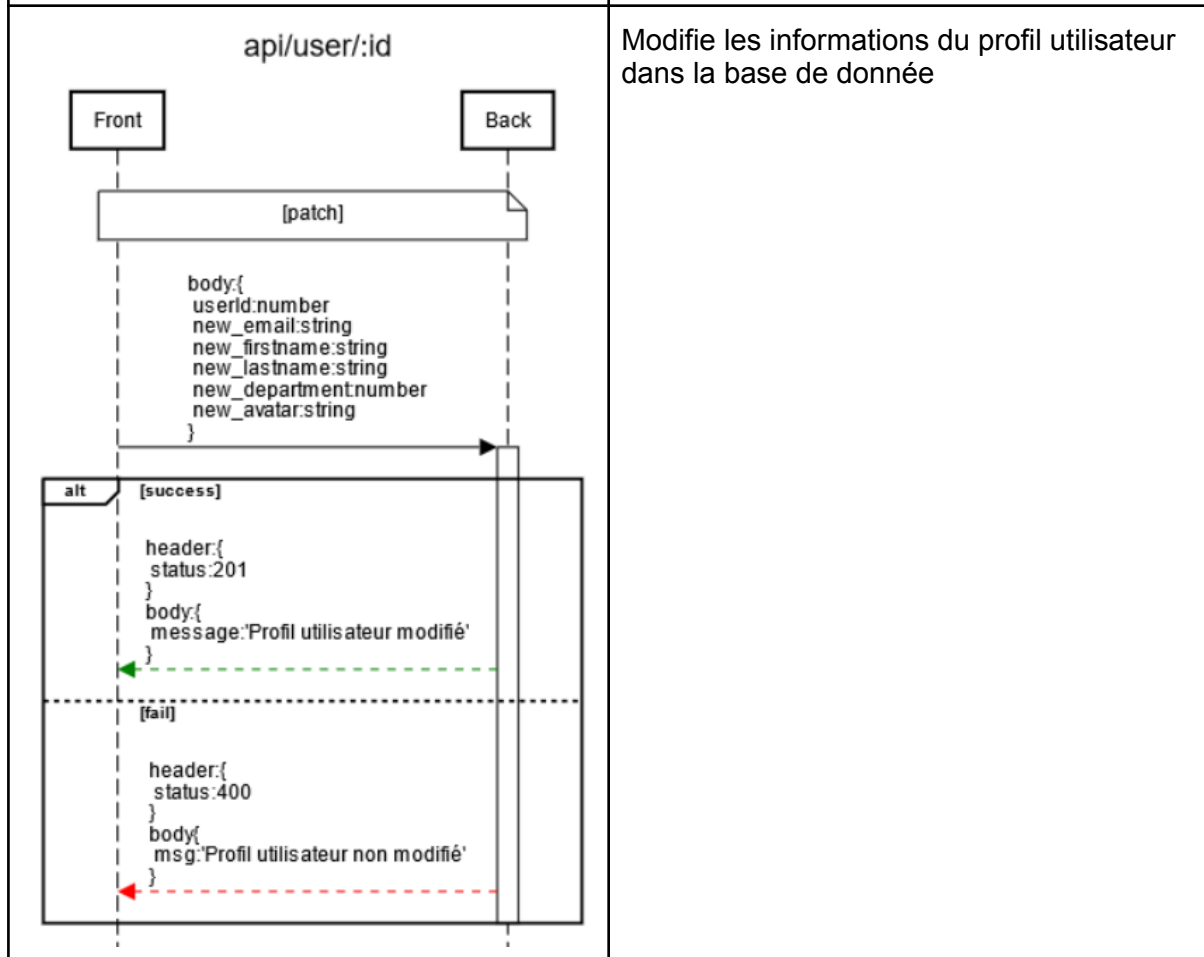 api/user/:id
Front
Back
[patch]
body:{
userId:number
new_email:string
new_firstname:string
new_lastname:string
new_department:number
new_avatar:string
}
alt
[success]
header:{
status:201
}
body:{
message:'Profil utilisateur modifié'
}
[fail]
header:{
status:400
}
body{
msg:'Profil utilisateur non modifié'
}
Modifie les informations du profil utilisateur
dans la base de donnée